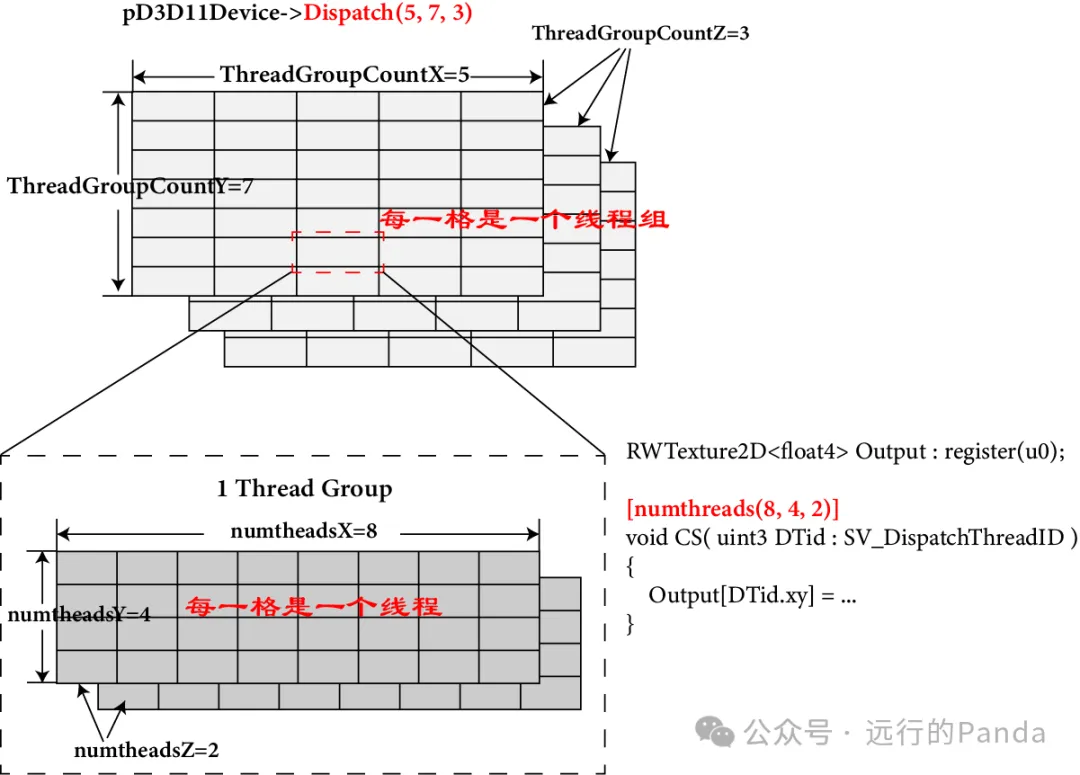 pD3D11Device->Dispatch(5, 7, 3)
ThreadGroupCountZ=3
ThreadGroupCountX=5
ThreadGroupCountY=7
每一格是一个线程组
1 Thread Group
numtheadsX=8
numtheadsY=4
每一格是一个线程
numtheadsZ=2
RWTexture2D<float4> Output : register(u0);
[numthreads(8, 4, 2)]
void CS( uint3 DTid : SV_DispatchThreadID )
{
Output[DTid.xy] = ...
}
公众号 · 远行的Panda